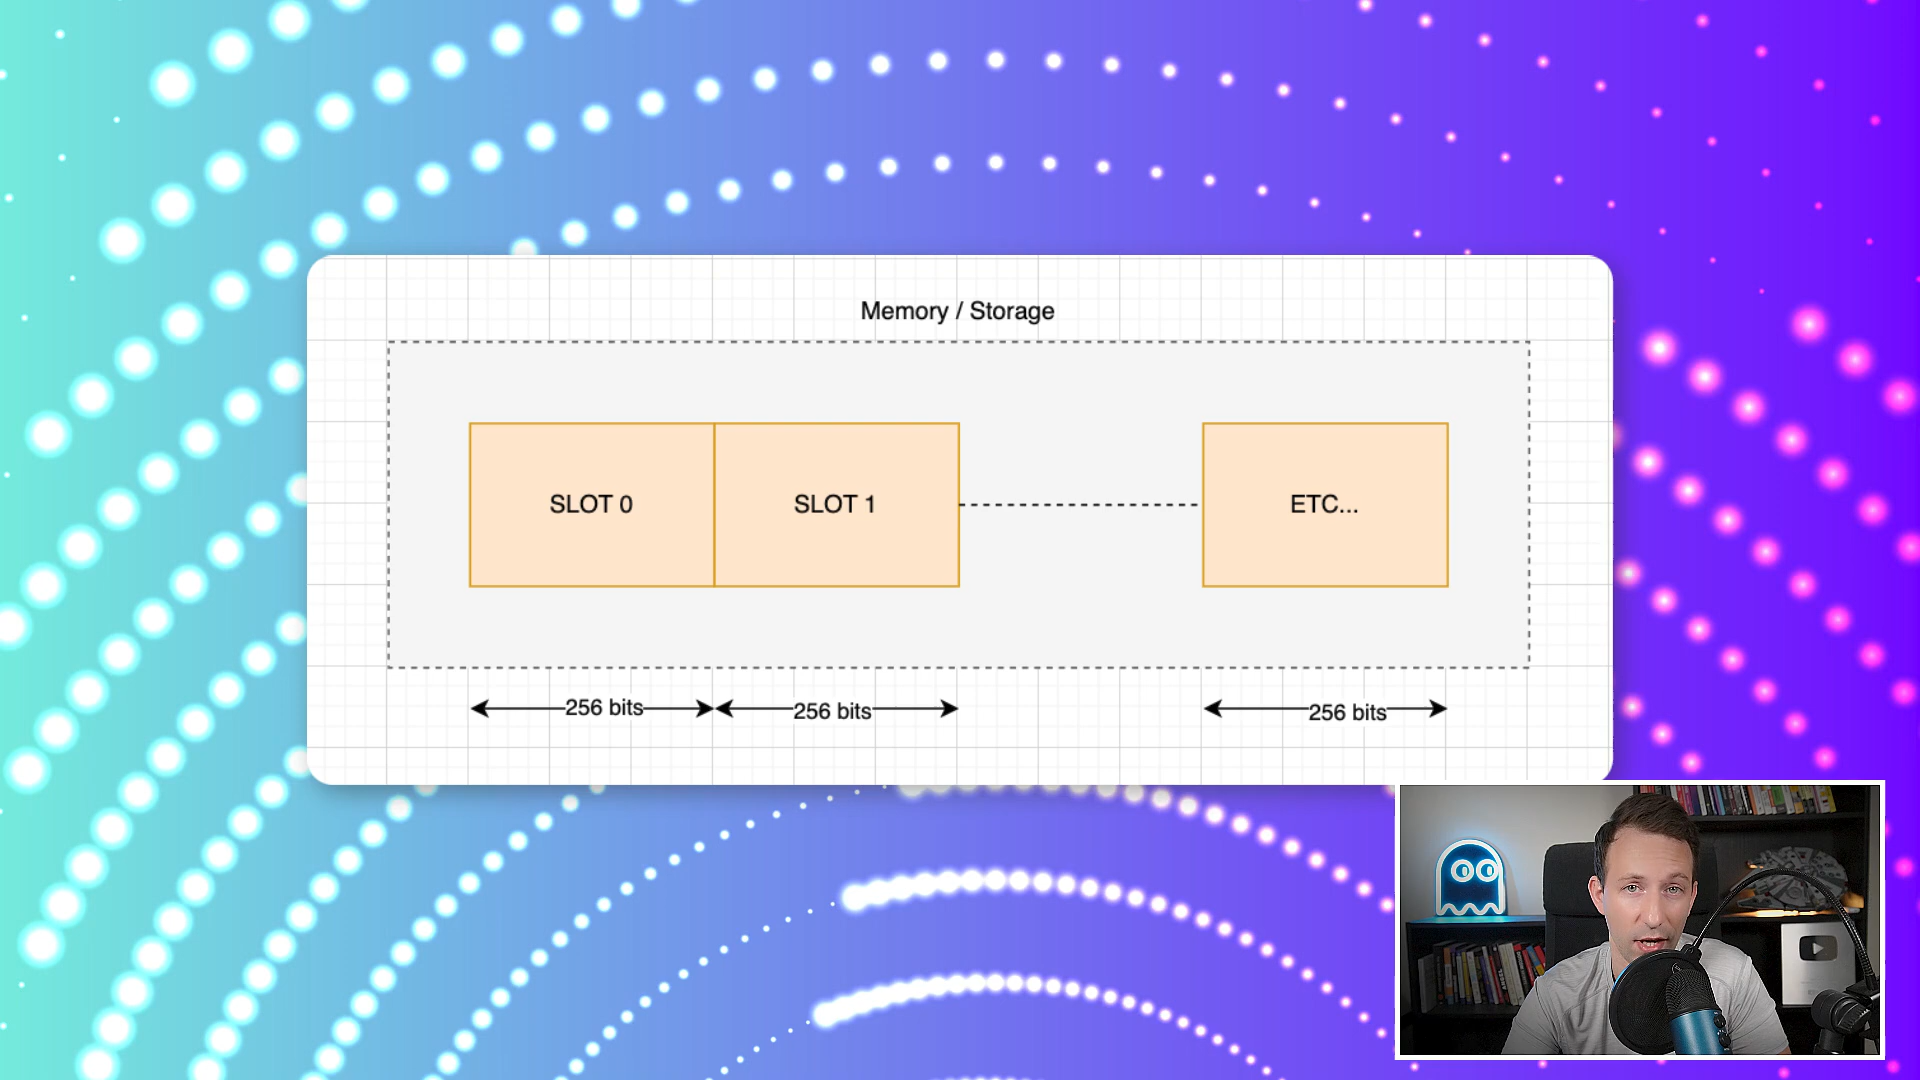 Memory / Storage
SLOT 0
SLOT 1
ETC...
256 bits
256 bits
256 bits